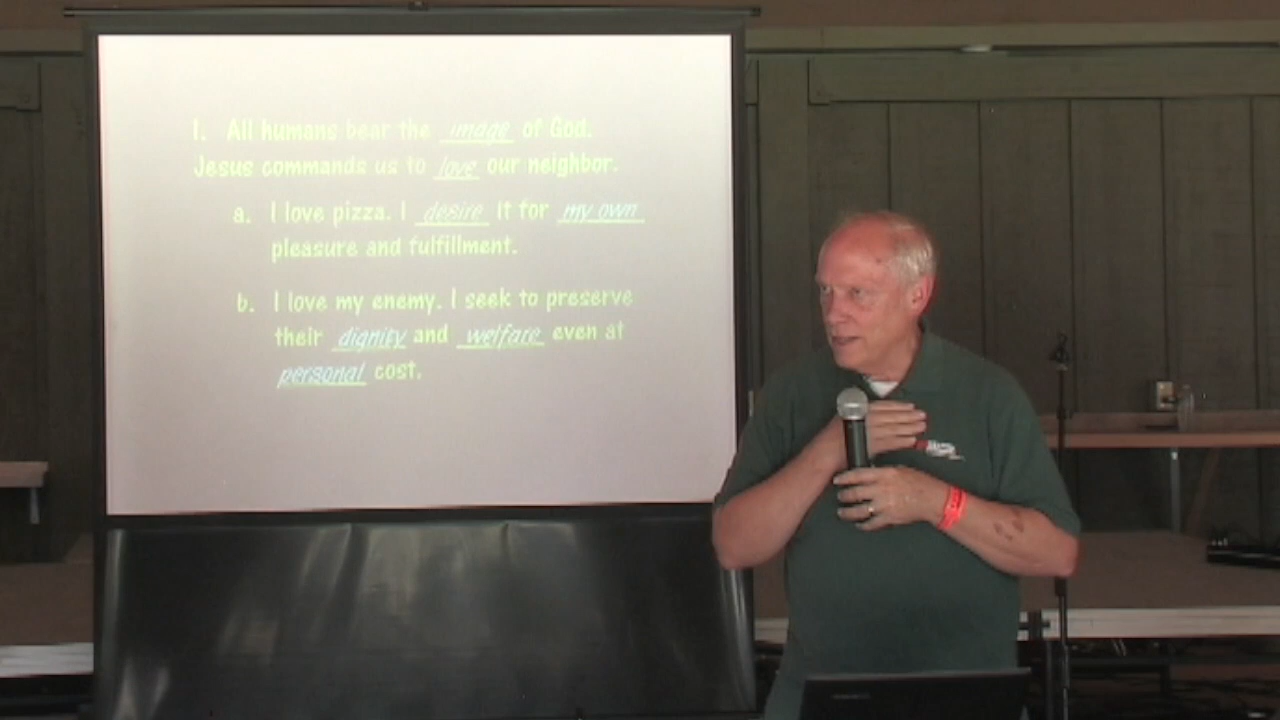 1. All humans bear the image of God.
Jesus commands us to love our neighbor.
a. I love pizza. I desire it for my own
pleasure and fulfillment.
b. I love my enemy. I seek to preserve
their dignity and welfare even at
personal cost.